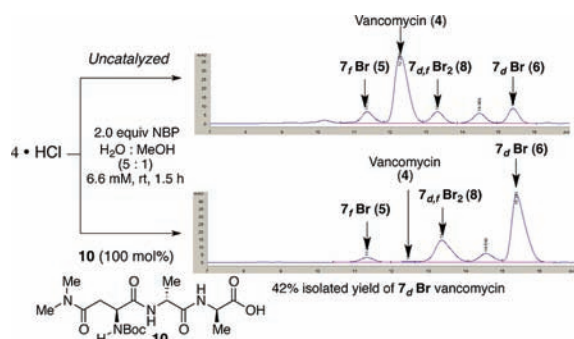 Vancomycin (4)
Uncatalyzed
7f Br (5)
7d,f Br2 (8)
7d Br (6)
2.0 equiv NBP
H2O : MeOH
(5 : 1)
6.6 mM, rt, 1.5 h
4 • HCl
7d Br (6)
Vancomycin
(4)
7d,f Br2 (8)
7f Br (5)
10 (100 mol%)
42% isolated yield of 7d Br vancomycin
Me
O
Me
O
Me
N
N
H
N
H
OH
O
O
Me
H
NBoc
10